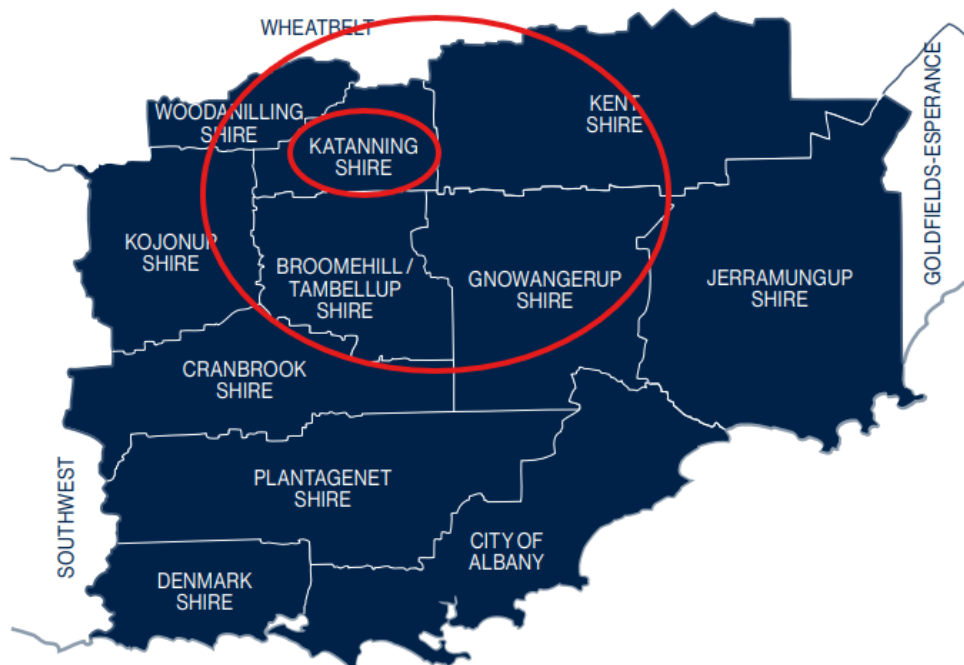 WHEATBELT
WOODANILLING
SHIRE
KENT
SHIRE
KATANNING
SHIRE
GOLDFIELDS-ESPERANCE
KOJONUP
SHIRE
BROOMEHILL /
TAMBELLUP
SHIRE
GNOWANGERUP
SHIRE
JERRAMUNGUP
SHIRE
CRANBROOK
SHIRE
PLANTAGENET
SHIRE
SOUTHWEST
CITY OF
ALBANY
DENMARK
SHIRE